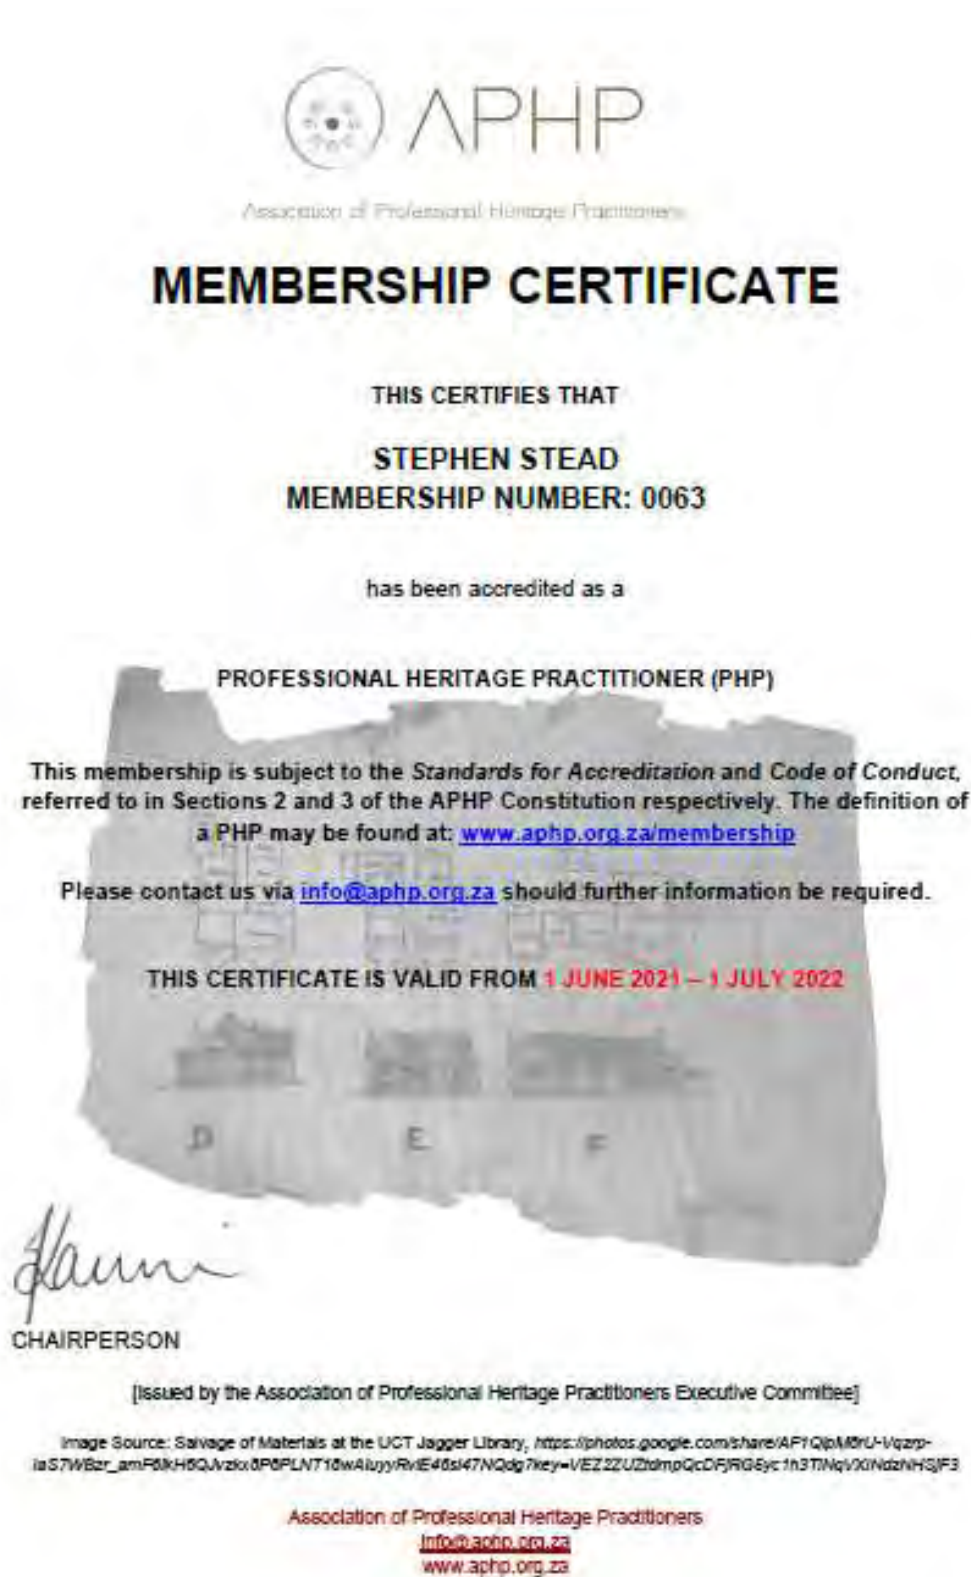 APHP
Association of Professional Heritage Practitioners
MEMBERSHIP CERTIFICATE
THIS CERTIFIES THAT
STEPHEN STEAD
MEMBERSHIP NUMBER: 0063
has been accredited as a
PROFESSIONAL HERITAGE PRACTITIONER (PHP)
This membership is subject to the Standards for Accreditation and Code of Conduct,
referred to in Sections 2 and 3 of the APHP Constitution respectively. The definition of
a PHP may be found at: www.aphp.org.za/membership
Please contact us via info@aphp.org.za should further information be required.
THIS CERTIFICATE IS VALID FROM 1 JUNE 2021 – 1 JULY 2022
D E F
CHAIRPERSON
[Issued by the Association of Professional Heritage Practitioners Executive Committee]
Image Source: Salvage of Materials at the UCT Jagger Library,
Association of Professional Heritage Practitioners
info@aphp.org.za
www.aphp.org.za